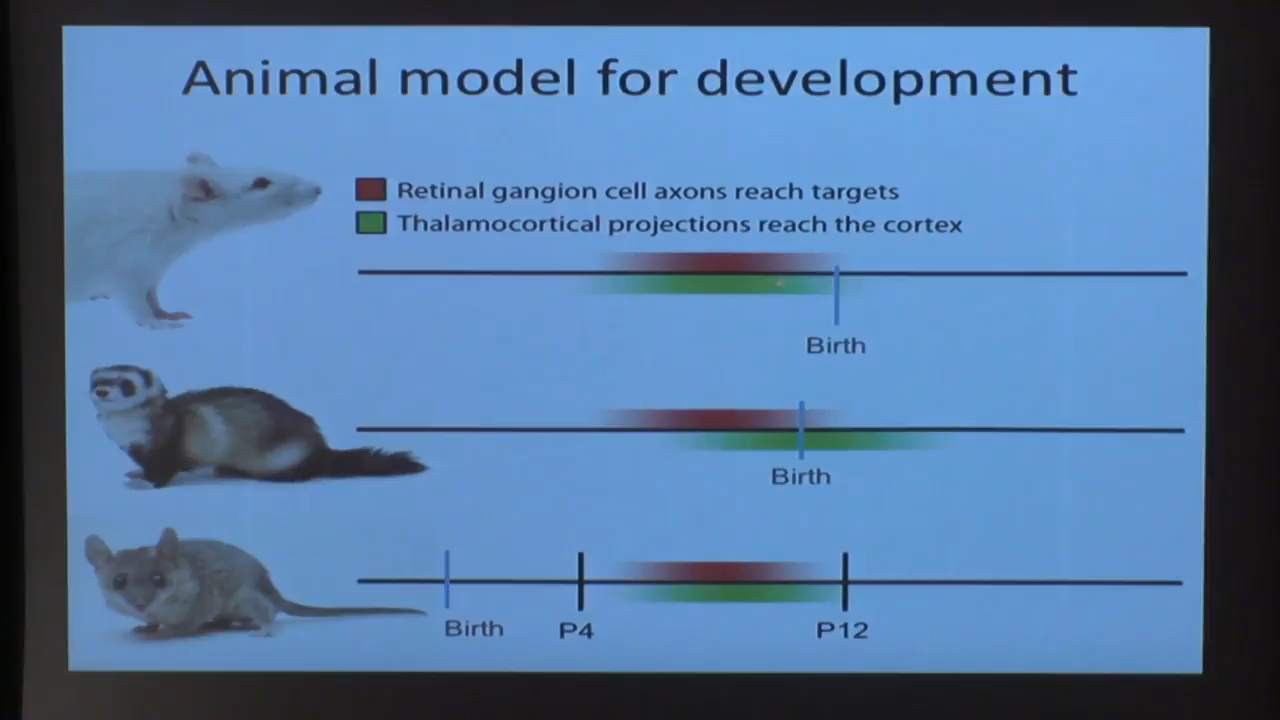 Animal model for development
Retinal gangion cell axons reach targets
Thalamocortical projections reach the cortex
Birth
Birth
Birth
P4
P12